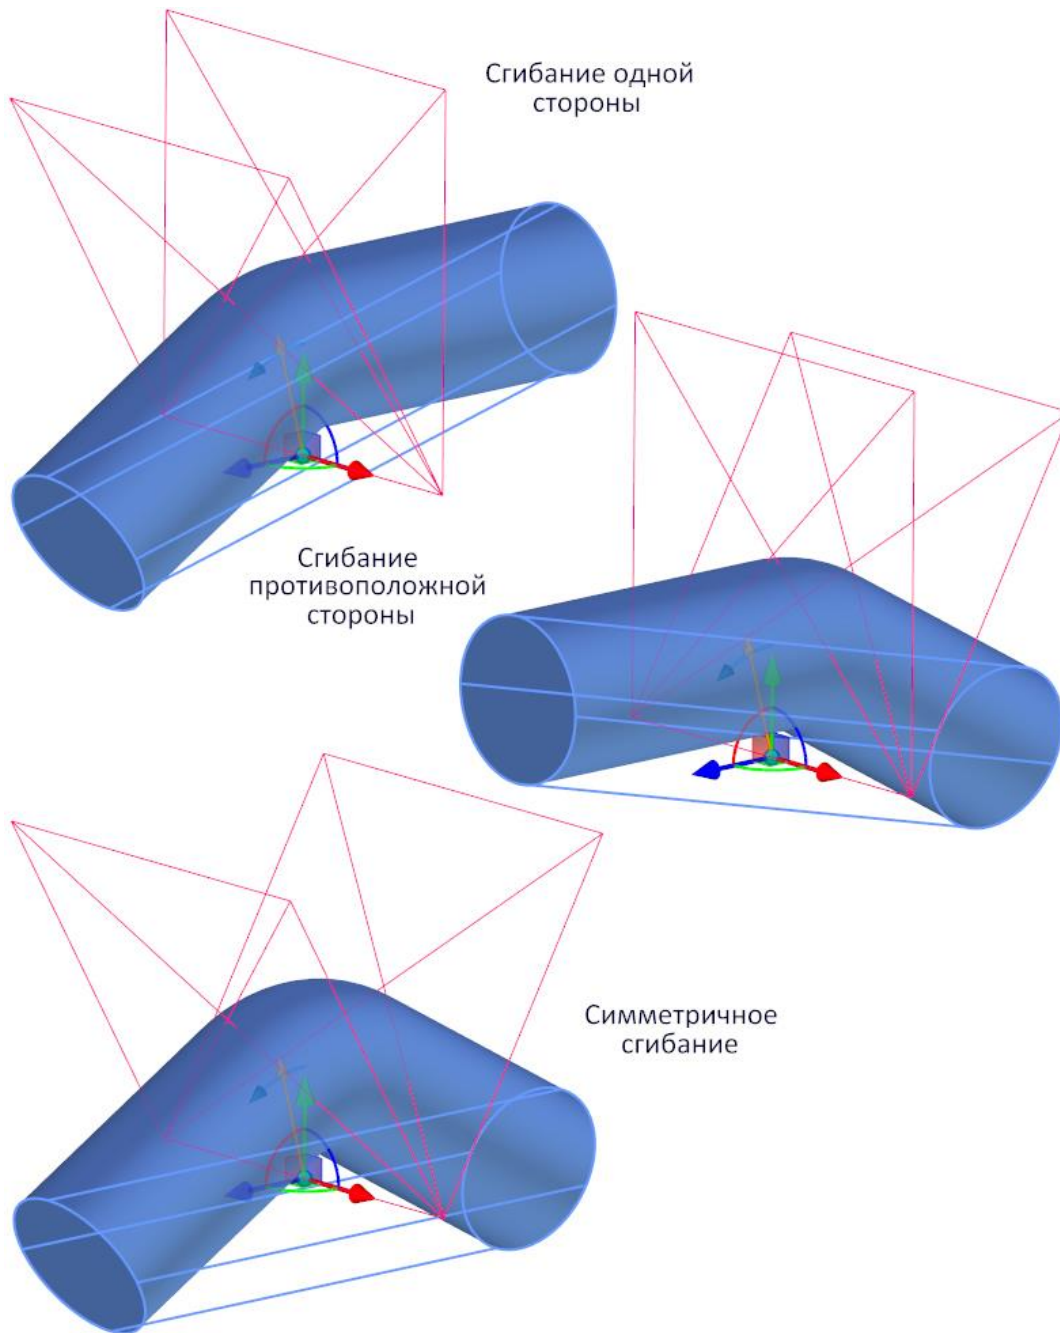 Сгибание одной
стороны
Сгибание
противоположной
стороны
Симметричное
сгибание